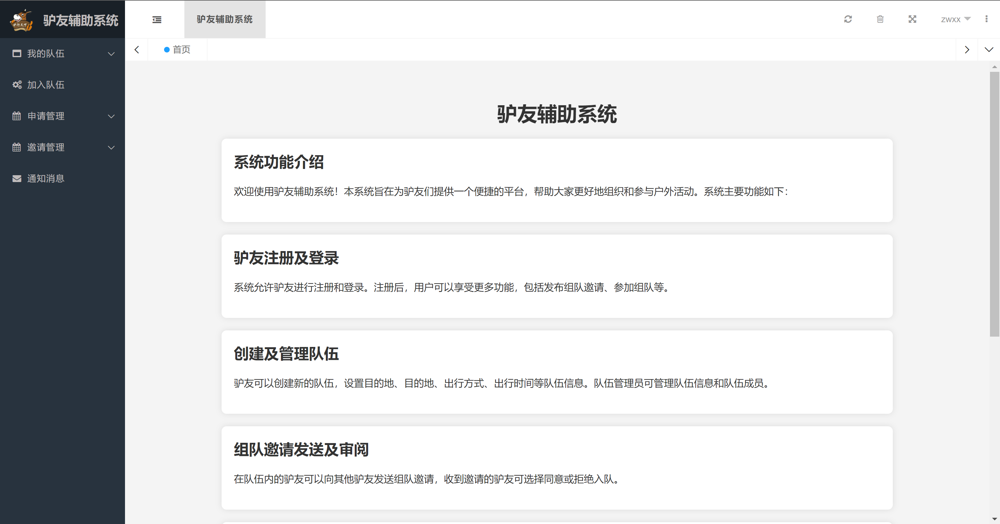 驴行天下
驴友辅助系统
驴友辅助系统
zwxx
首页
我的队伍
加入队伍
申请管理
邀请管理
通知消息
驴友辅助系统
系统功能介绍
欢迎使用驴友辅助系统！本系统旨在为驴友们提供一个便捷的平台，帮助大家更好地组织和参与户外活动。系统主要功能如下：
驴友注册及登录
系统允许驴友进行注册和登录。注册后，用户可以享受更多功能，包括发布组队邀请、参加组队等。
创建及管理队伍
驴友可以创建新的队伍，设置目的地、目的地、出行方式、出行时间等队伍信息。队伍管理员可管理队伍信息和队伍成员。
组队邀请发送及审阅
在队伍内的驴友可以向其他驴友发送组队邀请，收到邀请的驴友可选择同意或拒绝入队。